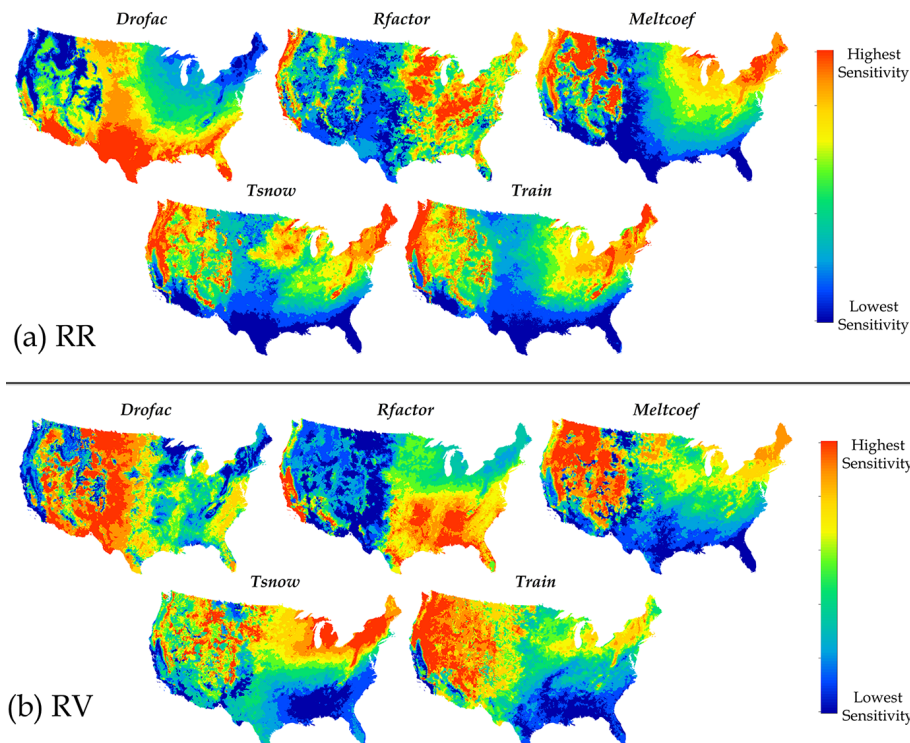 Drofac
Rfactor
Meltcoef
Highest
Sensitivity
Tsnow
Train
Lowest
Sensitivity
(a) RR
Drofac
Rfactor
Meltcoef
Highest
Sensitivity
Tsnow
Train
Lowest
Sensitivity
(b) RV